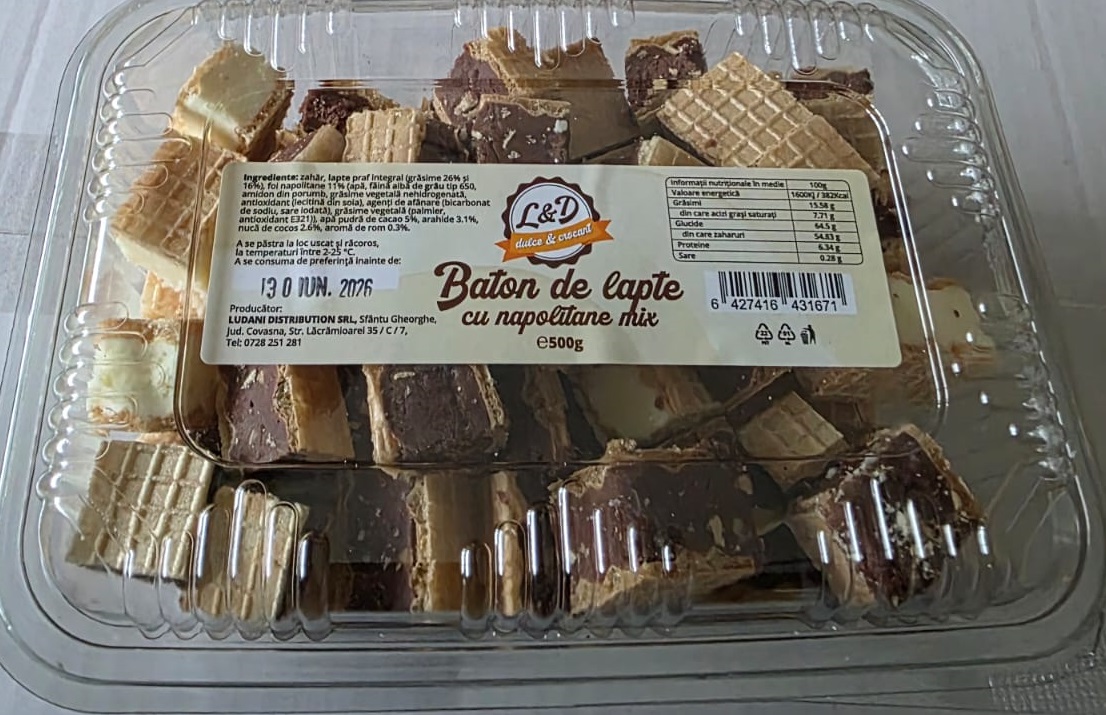 Ingrediente: zahăr, lapte praf integral (grăsime 26% și
16%), foi napolitane 11% (apă, făină albă de grâu tip 650,
amidon din porumb, grăsime vegetală nehidrogenată,
antioxidant (lecitină din soia), agenți de afânare (bicarbonat
de sodiu, sare iodată), grăsime vegetală (palmier,
antioxidant E321)), apă pudră de cacao 5%, arahide 3.1%,
nucă de cocos 2.6%, aromă de rom 0.3%.
A se păstra la loc uscat și răcoros,
la temperaturi între 2-25 °C.
A se consuma de preferință înainte de:
30 IUN. 2026
Producător:
LUDANI DISTRIBUTION SRL, Sfântu Gheorghe,
Jud. Covasna, Str. Lăcrămioarei 35 / C / 7,
Tel: 0728 251 281
L&D
dulce & crocant
Baton de lapte
cu napolitane mix
℮500g
Informații nutriționale în medie 100g
Valoare energetică 1600KJ / 382Kcal
Grăsimi 15.58 g
din care acizi grași saturați 7.71 g
Glucide 64.5 g
din care zaharuri 54.83 g
Proteine 6.34 g
Sare 0.28 g
6 427416 431671